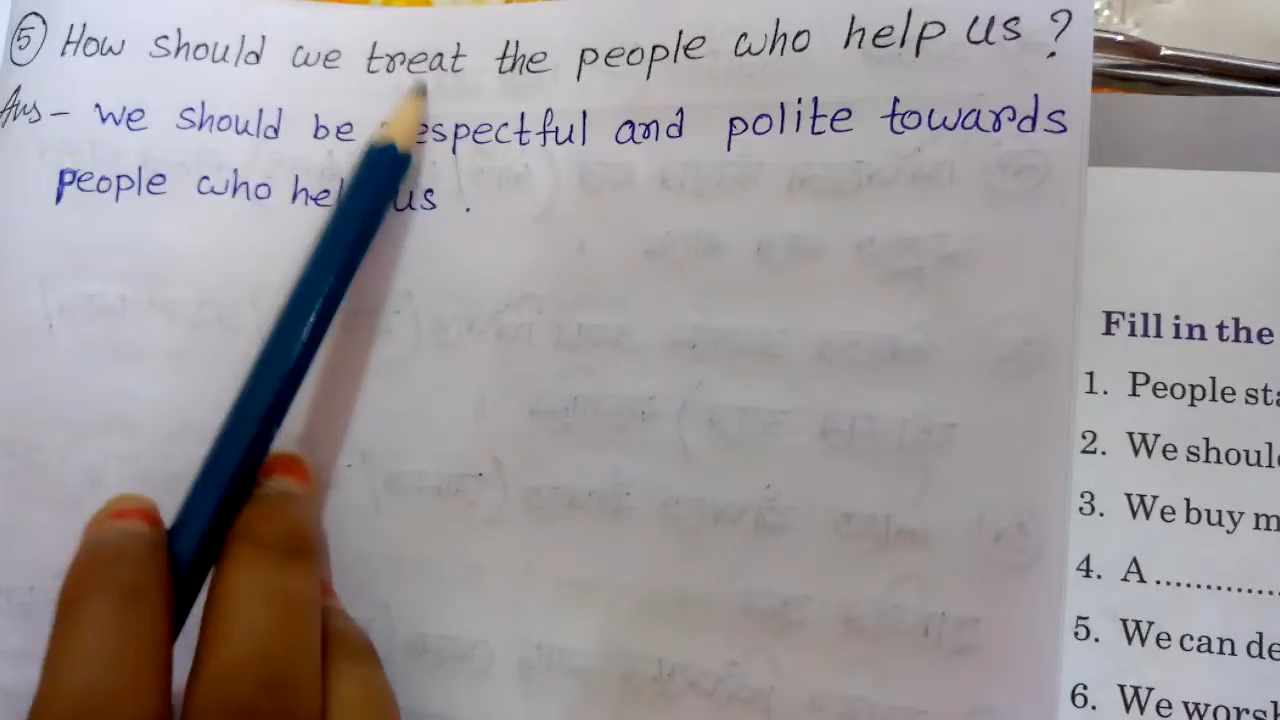 ⑤ How should we treat the people who help us ?
Ans - We should be respectful and polite towards
people who help us .
Fill in the
1. People sta
2. We shoul
3. We buy m
4. A.............
5. We can de
6. We wors